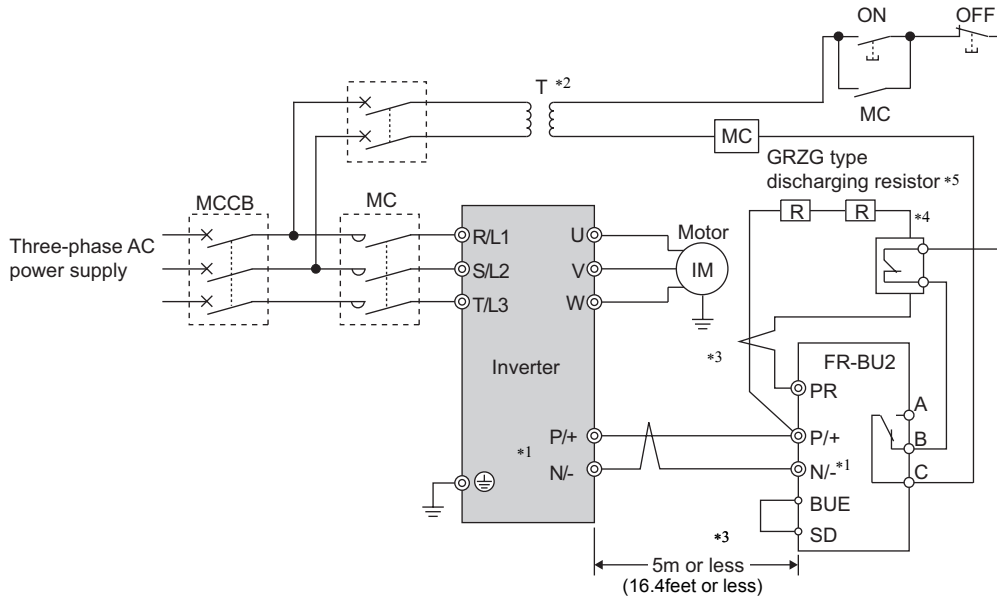 ON
OFF
T *2
MC
MC
GRZG type
discharging resistor *5
MCCB
MC
R
R
*4
Three-phase AC
power supply
R/L1
S/L2
T/L3
U
V
W
Motor
IM
Inverter
*3
FR-BU2
PR
A
P/+
P/+
B
*1
N/-
N/-*1
C
BUE
SD
*3
5m or less
(16.4feet or less)